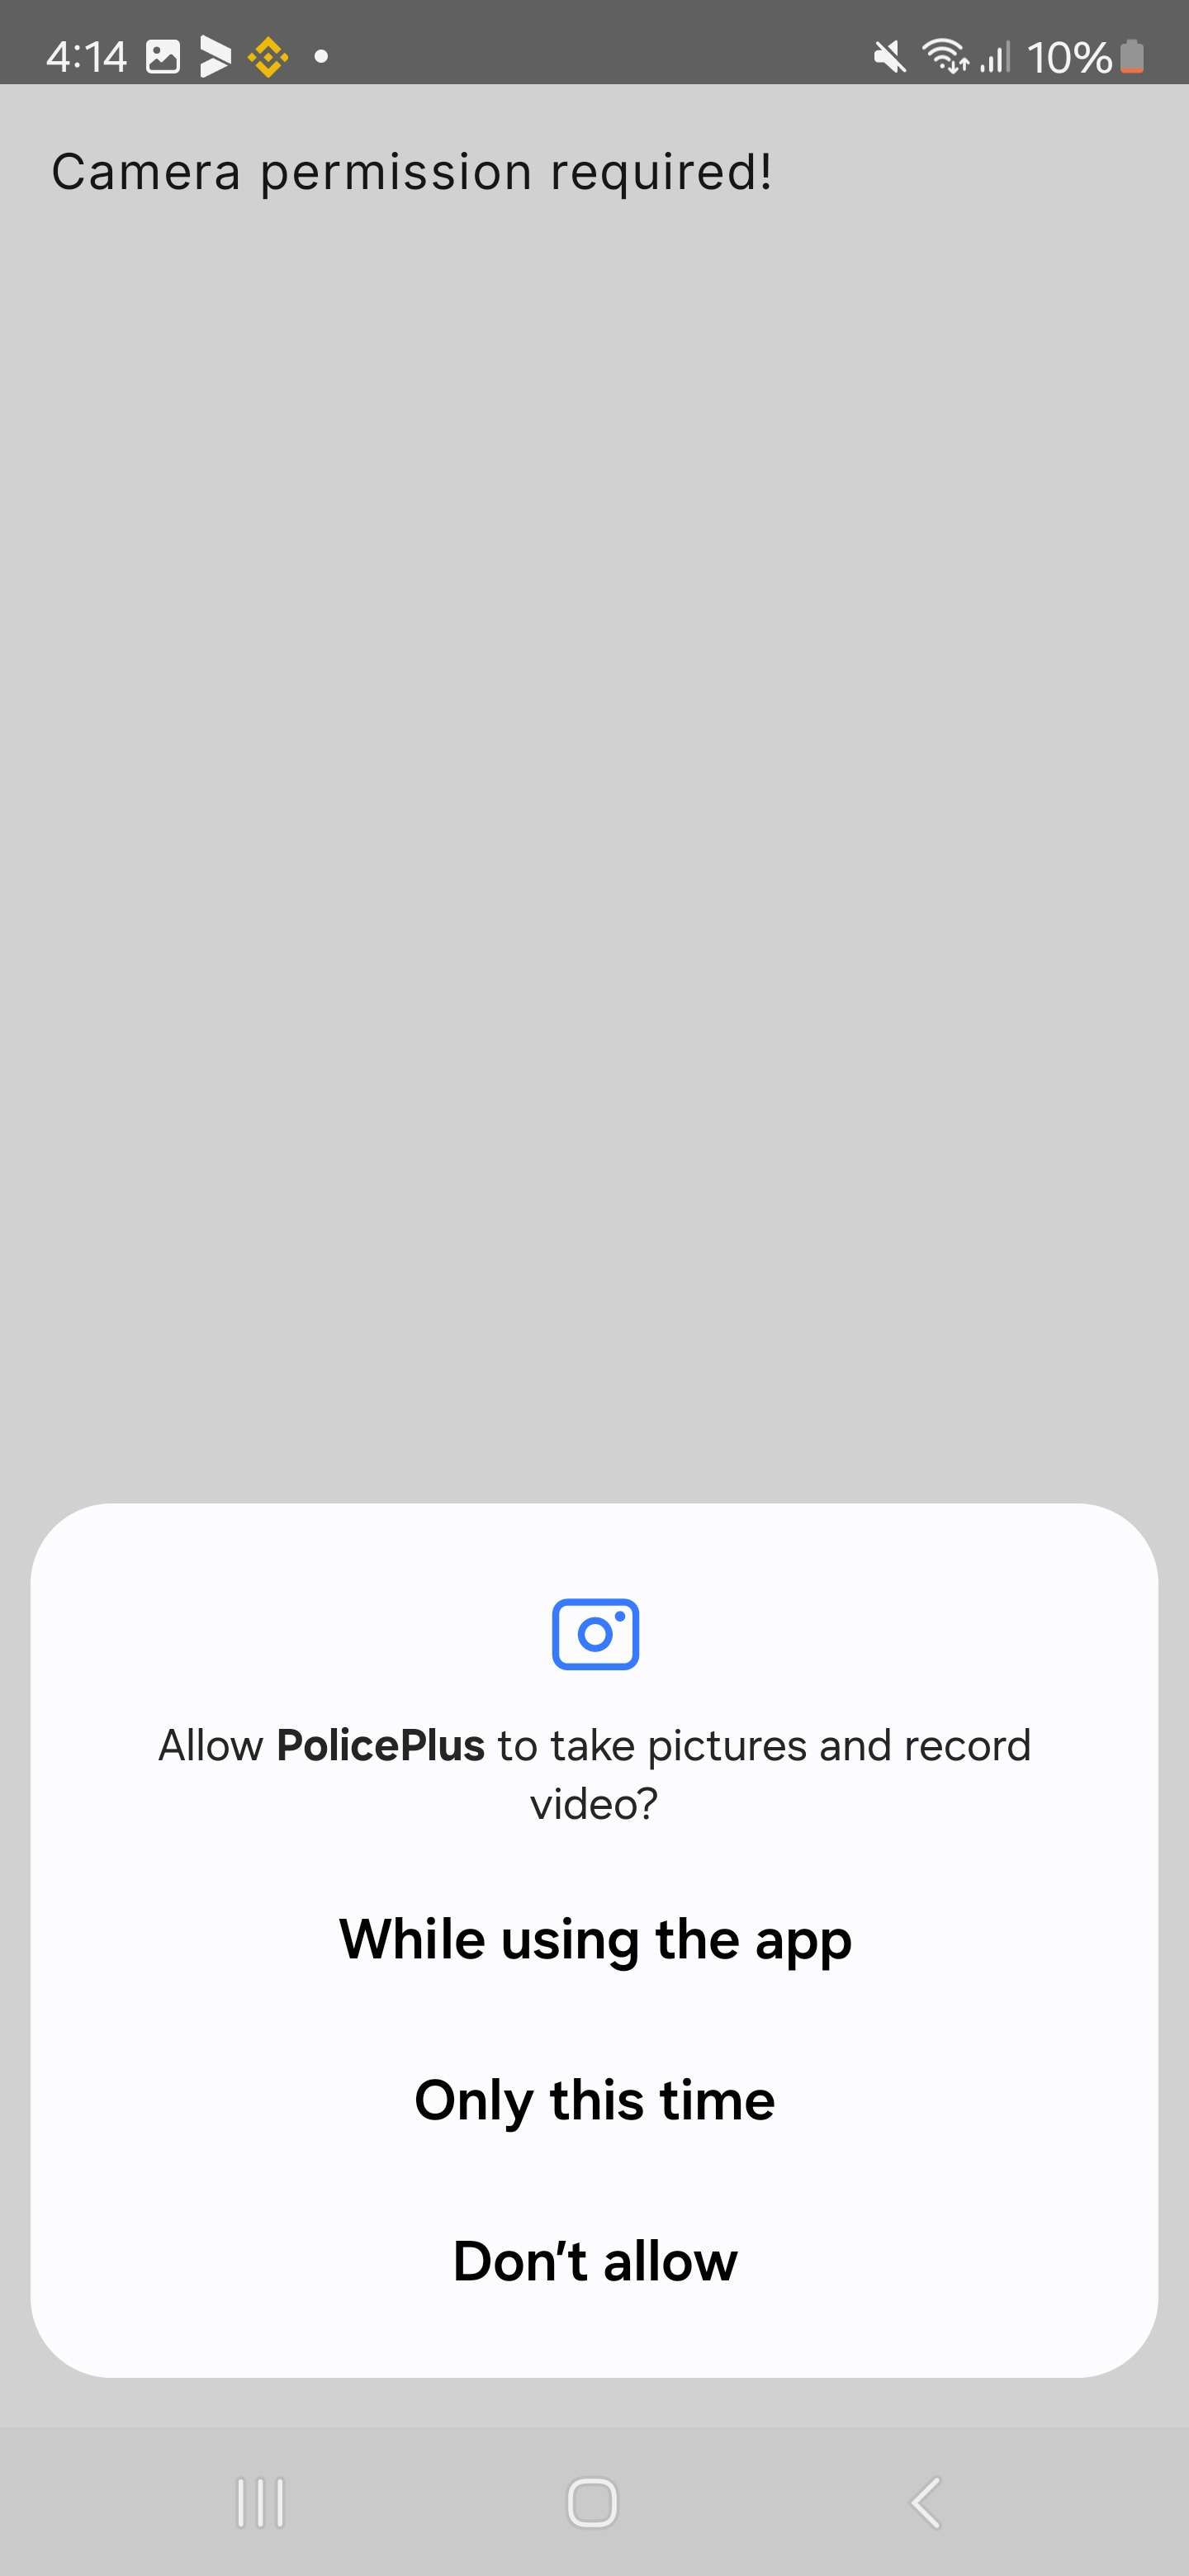 4:14
10%
Camera permission required!
Allow PolicePlus to take pictures and record
video?
While using the app
Only this time
Don't allow